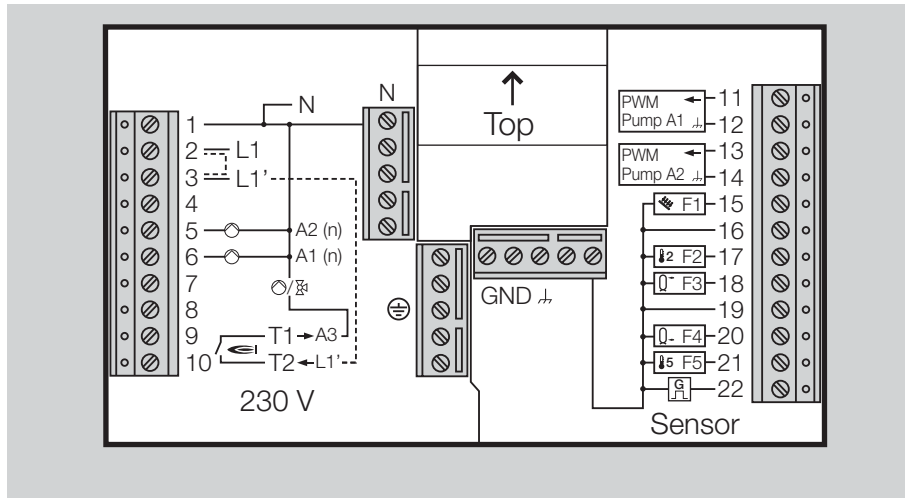 1 N
2 L1
3 L1'
4
5 A2 (n)
6 A1 (n)
7
8
9 T1 A3
10 T2 L1'
230 V
N
Top
GND
PWM
Pump A1
11
12
PWM
Pump A2
13
14
F1 15
16
2 F2 17
F3 18
19
F4 20
5 F5 21
G 22
Sensor